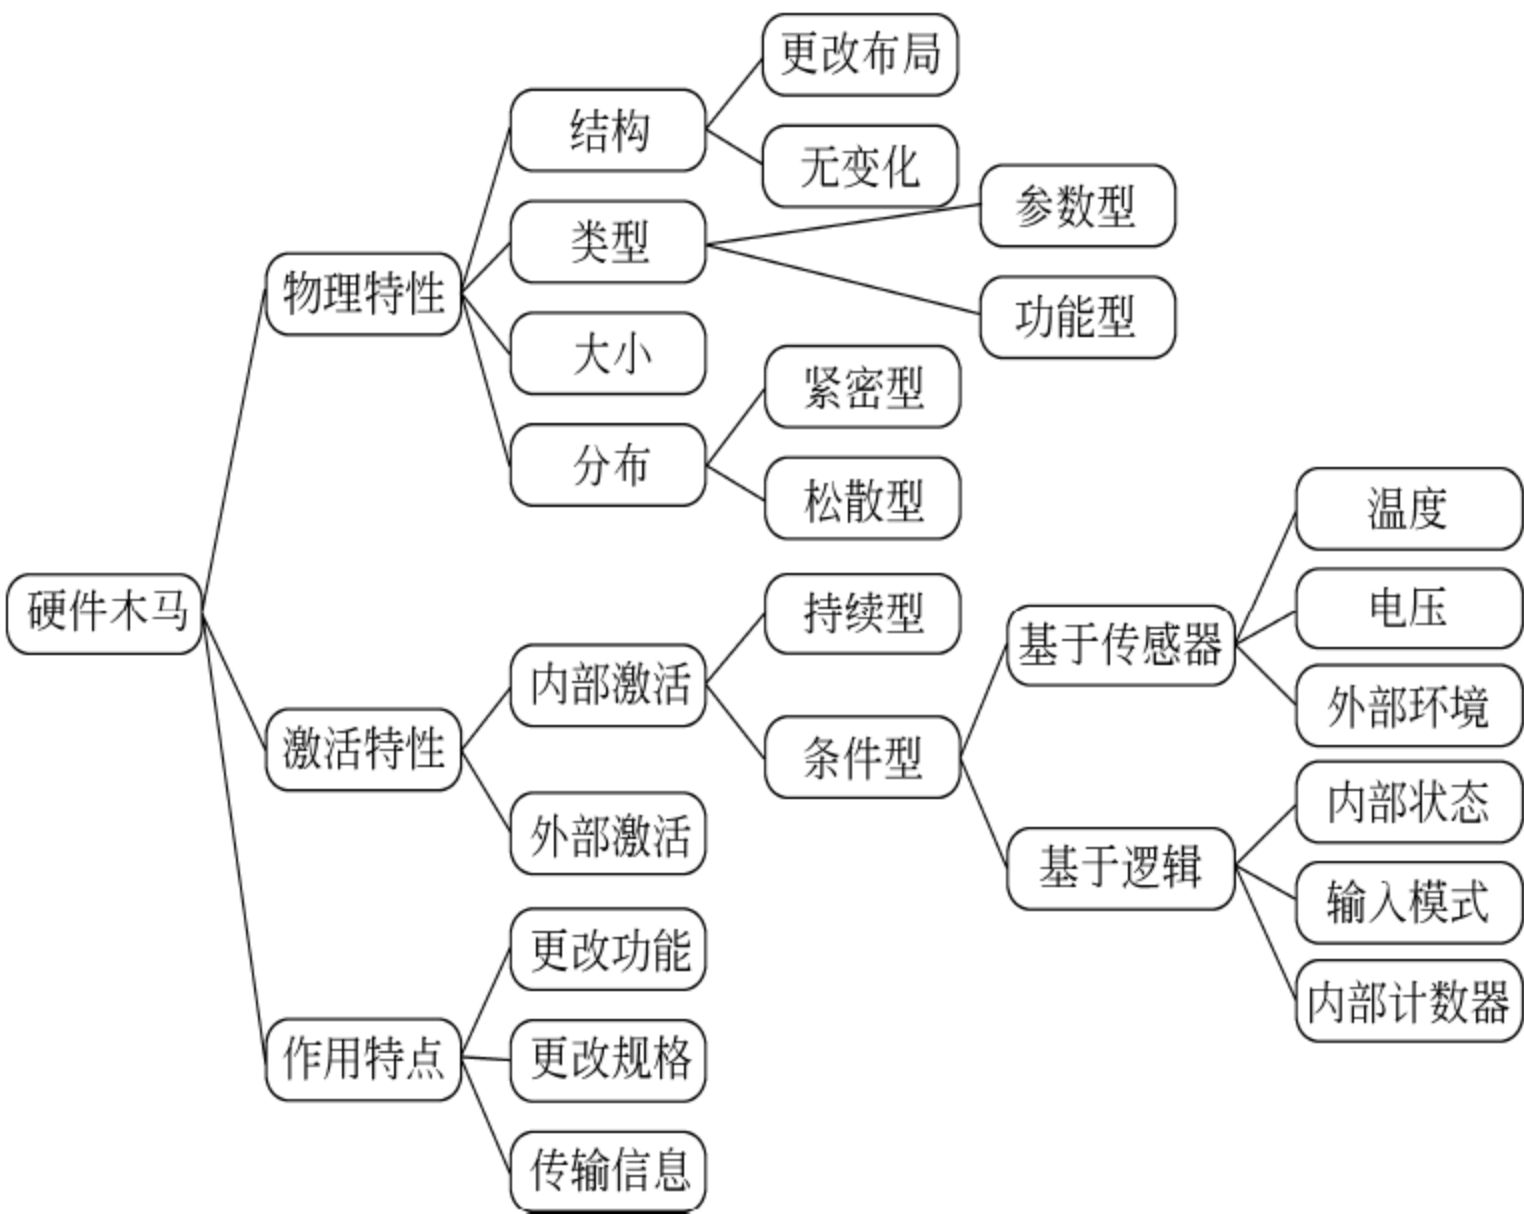 硬件木马
物理特性
结构
更改布局
无变化
类型
参数型
功能型
大小
分布
紧密型
松散型
激活特性
内部激活
持续型
条件型
基于传感器
温度
电压
外部环境
基于逻辑
内部状态
输入模式
内部计数器
外部激活
作用特点
更改功能
更改规格
传输信息